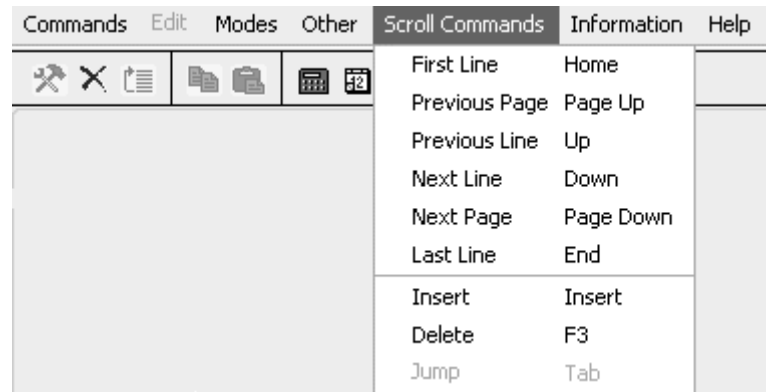 Commands Edit Modes Other Scroll Commands Information Help
First Line Home
Previous Page Page Up
Previous Line Up
Next Line Down
Next Page Page Down
Last Line End
Insert Insert
Delete F3
Jump Tab